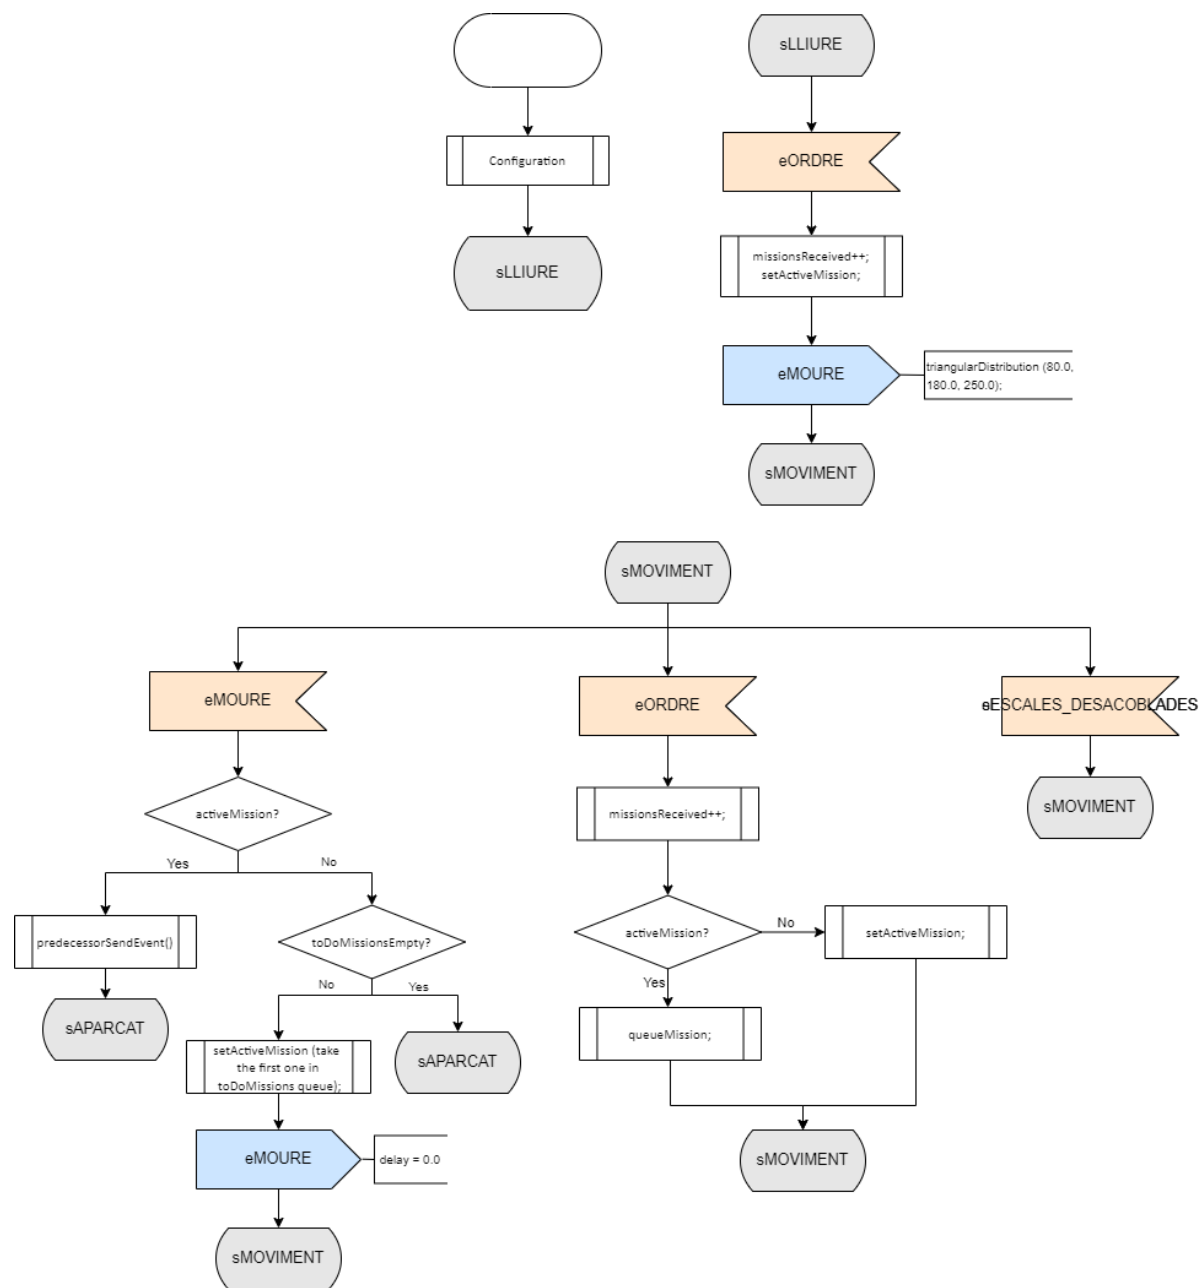 sLLIURE
Configuration
eORDRE
sLLIURE
missionsReceived++;
setActiveMission;
eMOURE
triangularDistribution (80.0,
180.0, 250.0);
sMOVIMENT
sMOVIMENT
eMOURE
eORDRE
eESCALES_DESACOBLADES
sMOVIMENT
activeMission?
missionsReceived++;
Yes
No
predecessorSendEvent()
toDoMissionsEmpty?
activeMission?
No
setActiveMission;
sAPARCAT
No
Yes
Yes
setActiveMission (take
the first one in
toDoMissions queue);
sAPARCAT
queueMission;
eMOURE
delay = 0.0
sMOVIMENT
sMOVIMENT